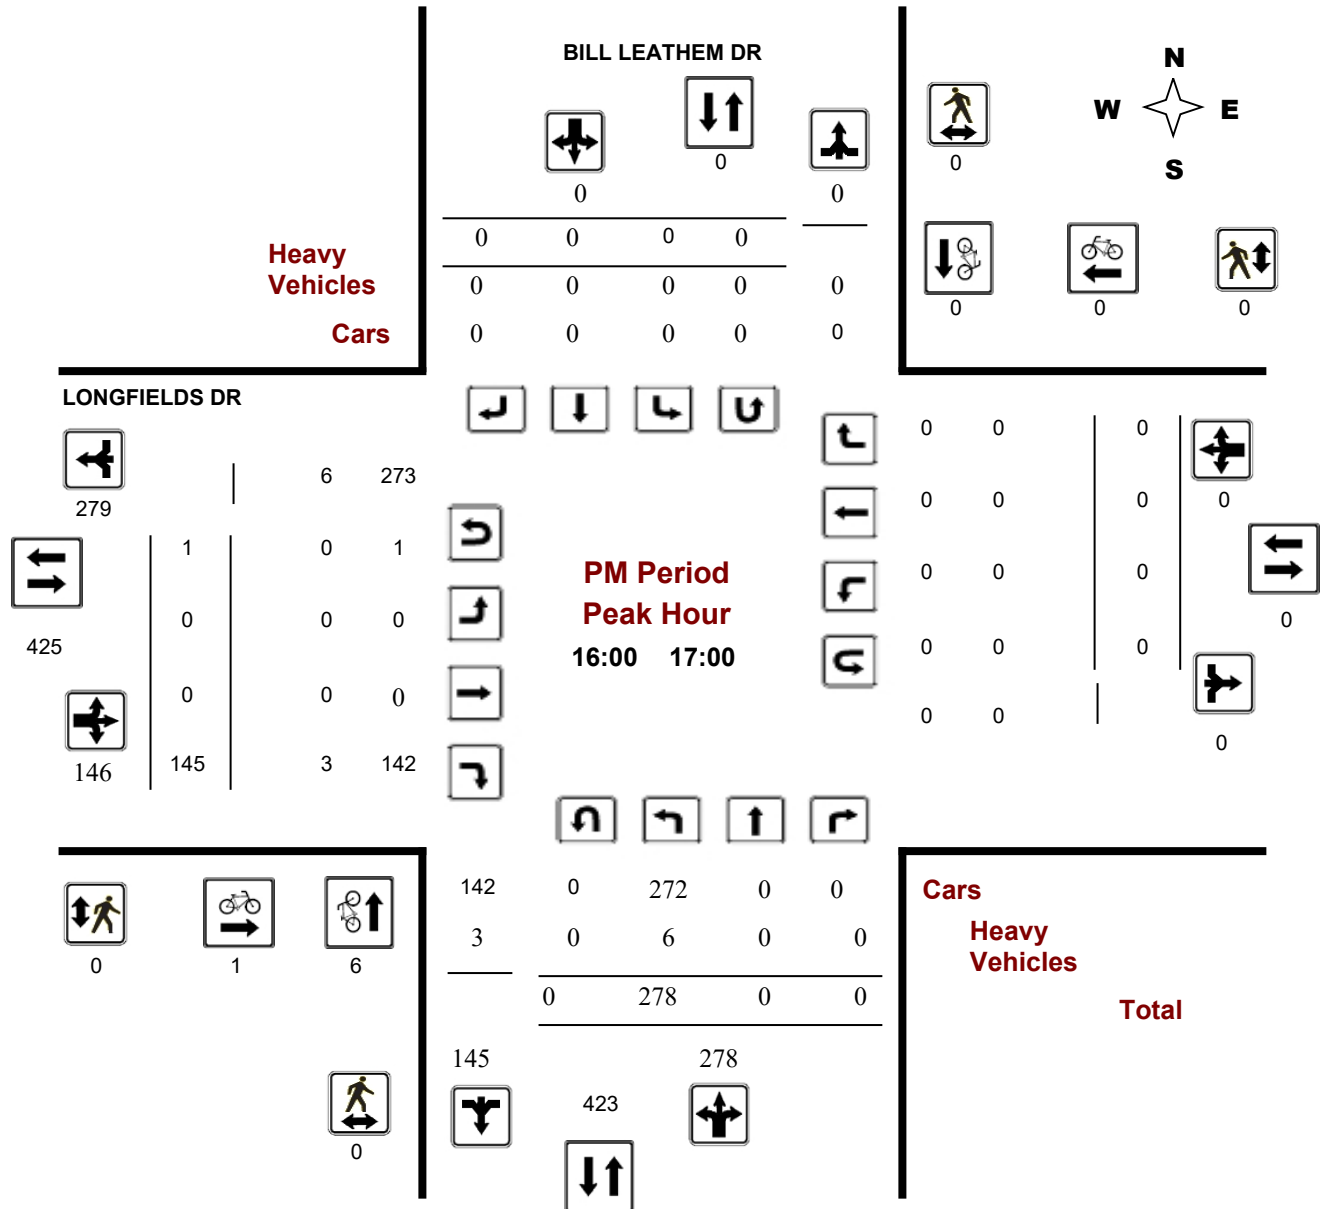 BILL LEATHEM DR
N
W E
S
0
0
0 0
0
0 0 0 0
Heavy
Vehicles
0 0 0 0 0
0 0 0
Cars
0 0 0 0 0
LONGFIELDS DR
279
6 273
1 0 1
0 0 0
425
0 0 0
146
145 3 142
PM Period
Peak Hour
16:00 17:00
0 0 0
0 0 0
0
0 0 0
0
0 0 0
0 0
0
142 0 272 0 0
3 0 6 0 0
0 278 0 0
145 278
423
0 1 6
0
Cars
Heavy
Vehicles
Total